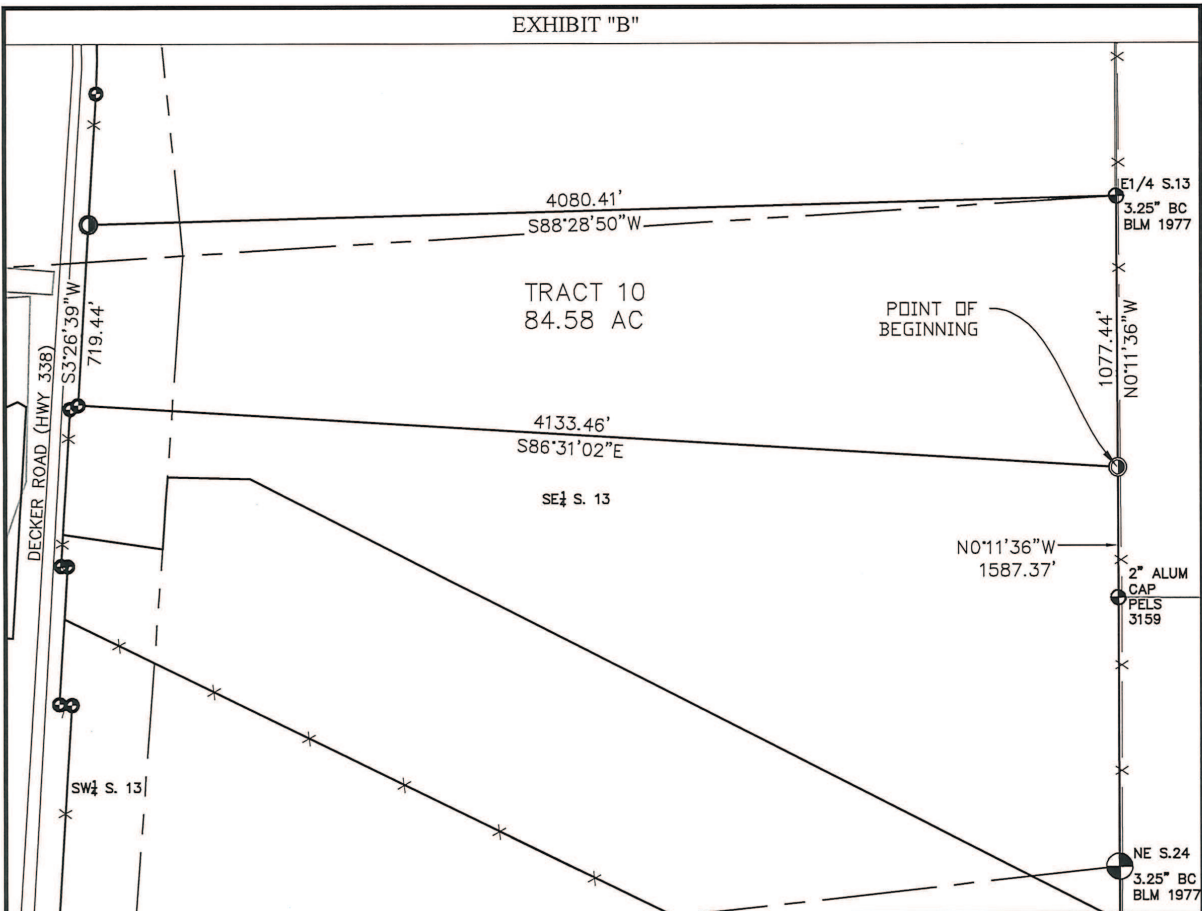 EXHIBIT "B"
E1/4 S.13
3.25" BC
BLM 1977
4080.41'
S88°28'50"W
TRACT 10
84.58 AC
POINT OF
BEGINNING
1077.44'
N0°11'36"W
S3°26'39"W
719.44'
DECKER ROAD (HWY 338)
4133.46'
S86°31'02"E
SE¼ S. 13
N0°11'36"W
1587.37'
2" ALUM
CAP
PELS
3159
SW¼ S. 13
NE S.24
3.25" BC
BLM 1977